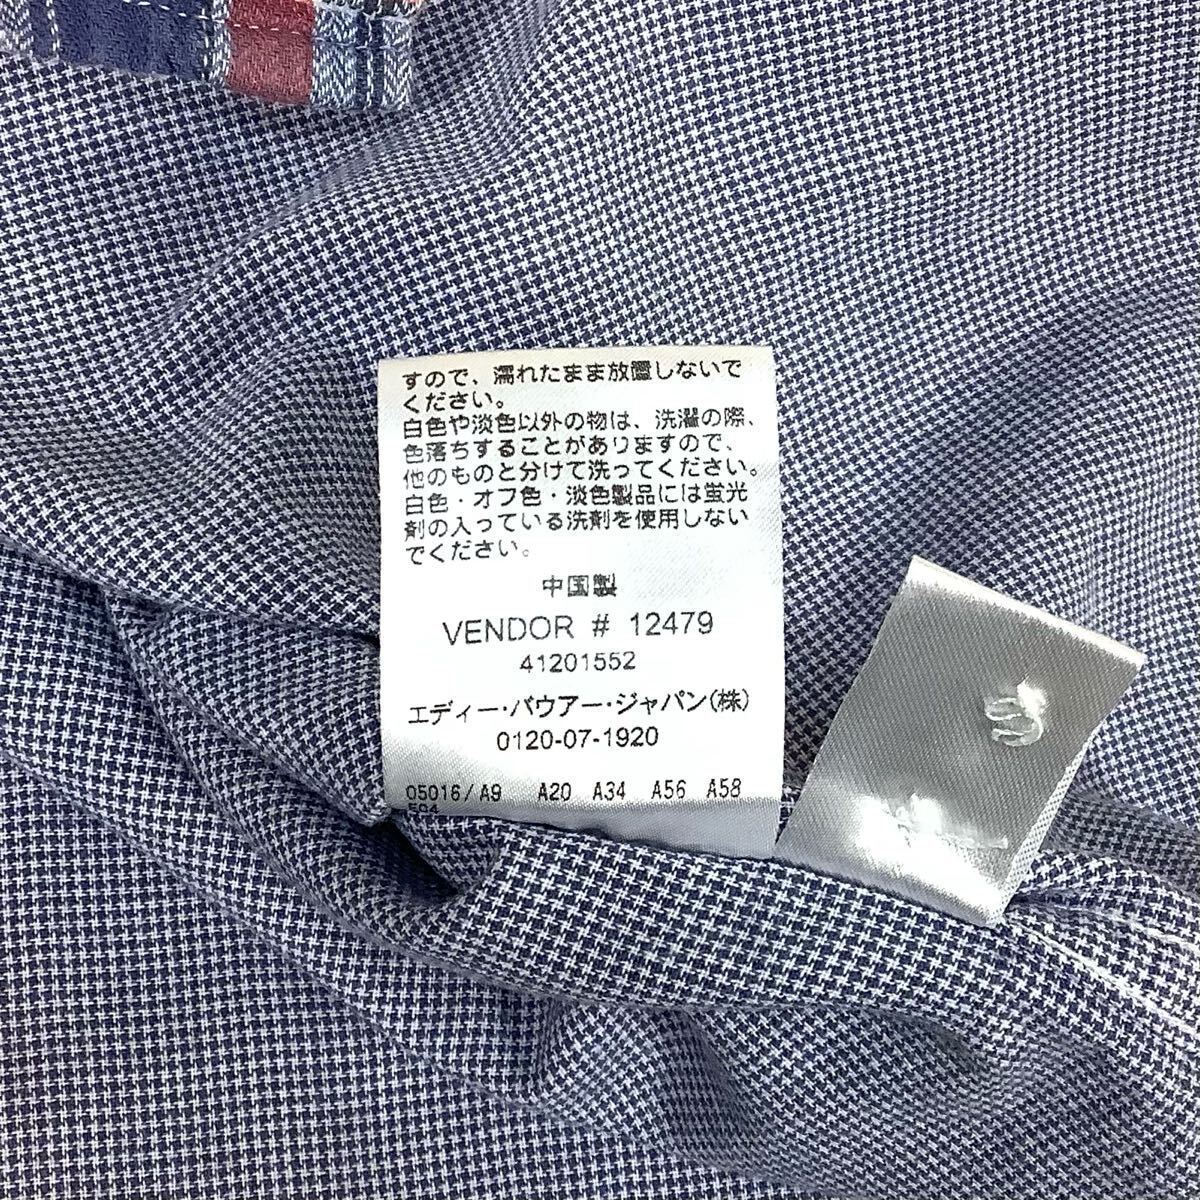 すので、濡れたまま放置しないで
ください。
白色や淡色以外の物は、洗濯の際、
色落ちすることがありますので、
他のものと分けて洗ってください。
白色・オフ色・淡色製品には蛍光
剤の入っている洗剤を使用しない
でください。
中国製
VENDOR # 12479
41201552
エディー・バウアー・ジャパン(株)
0120-07-1920
05016/A9 A20 A34 A56 A58